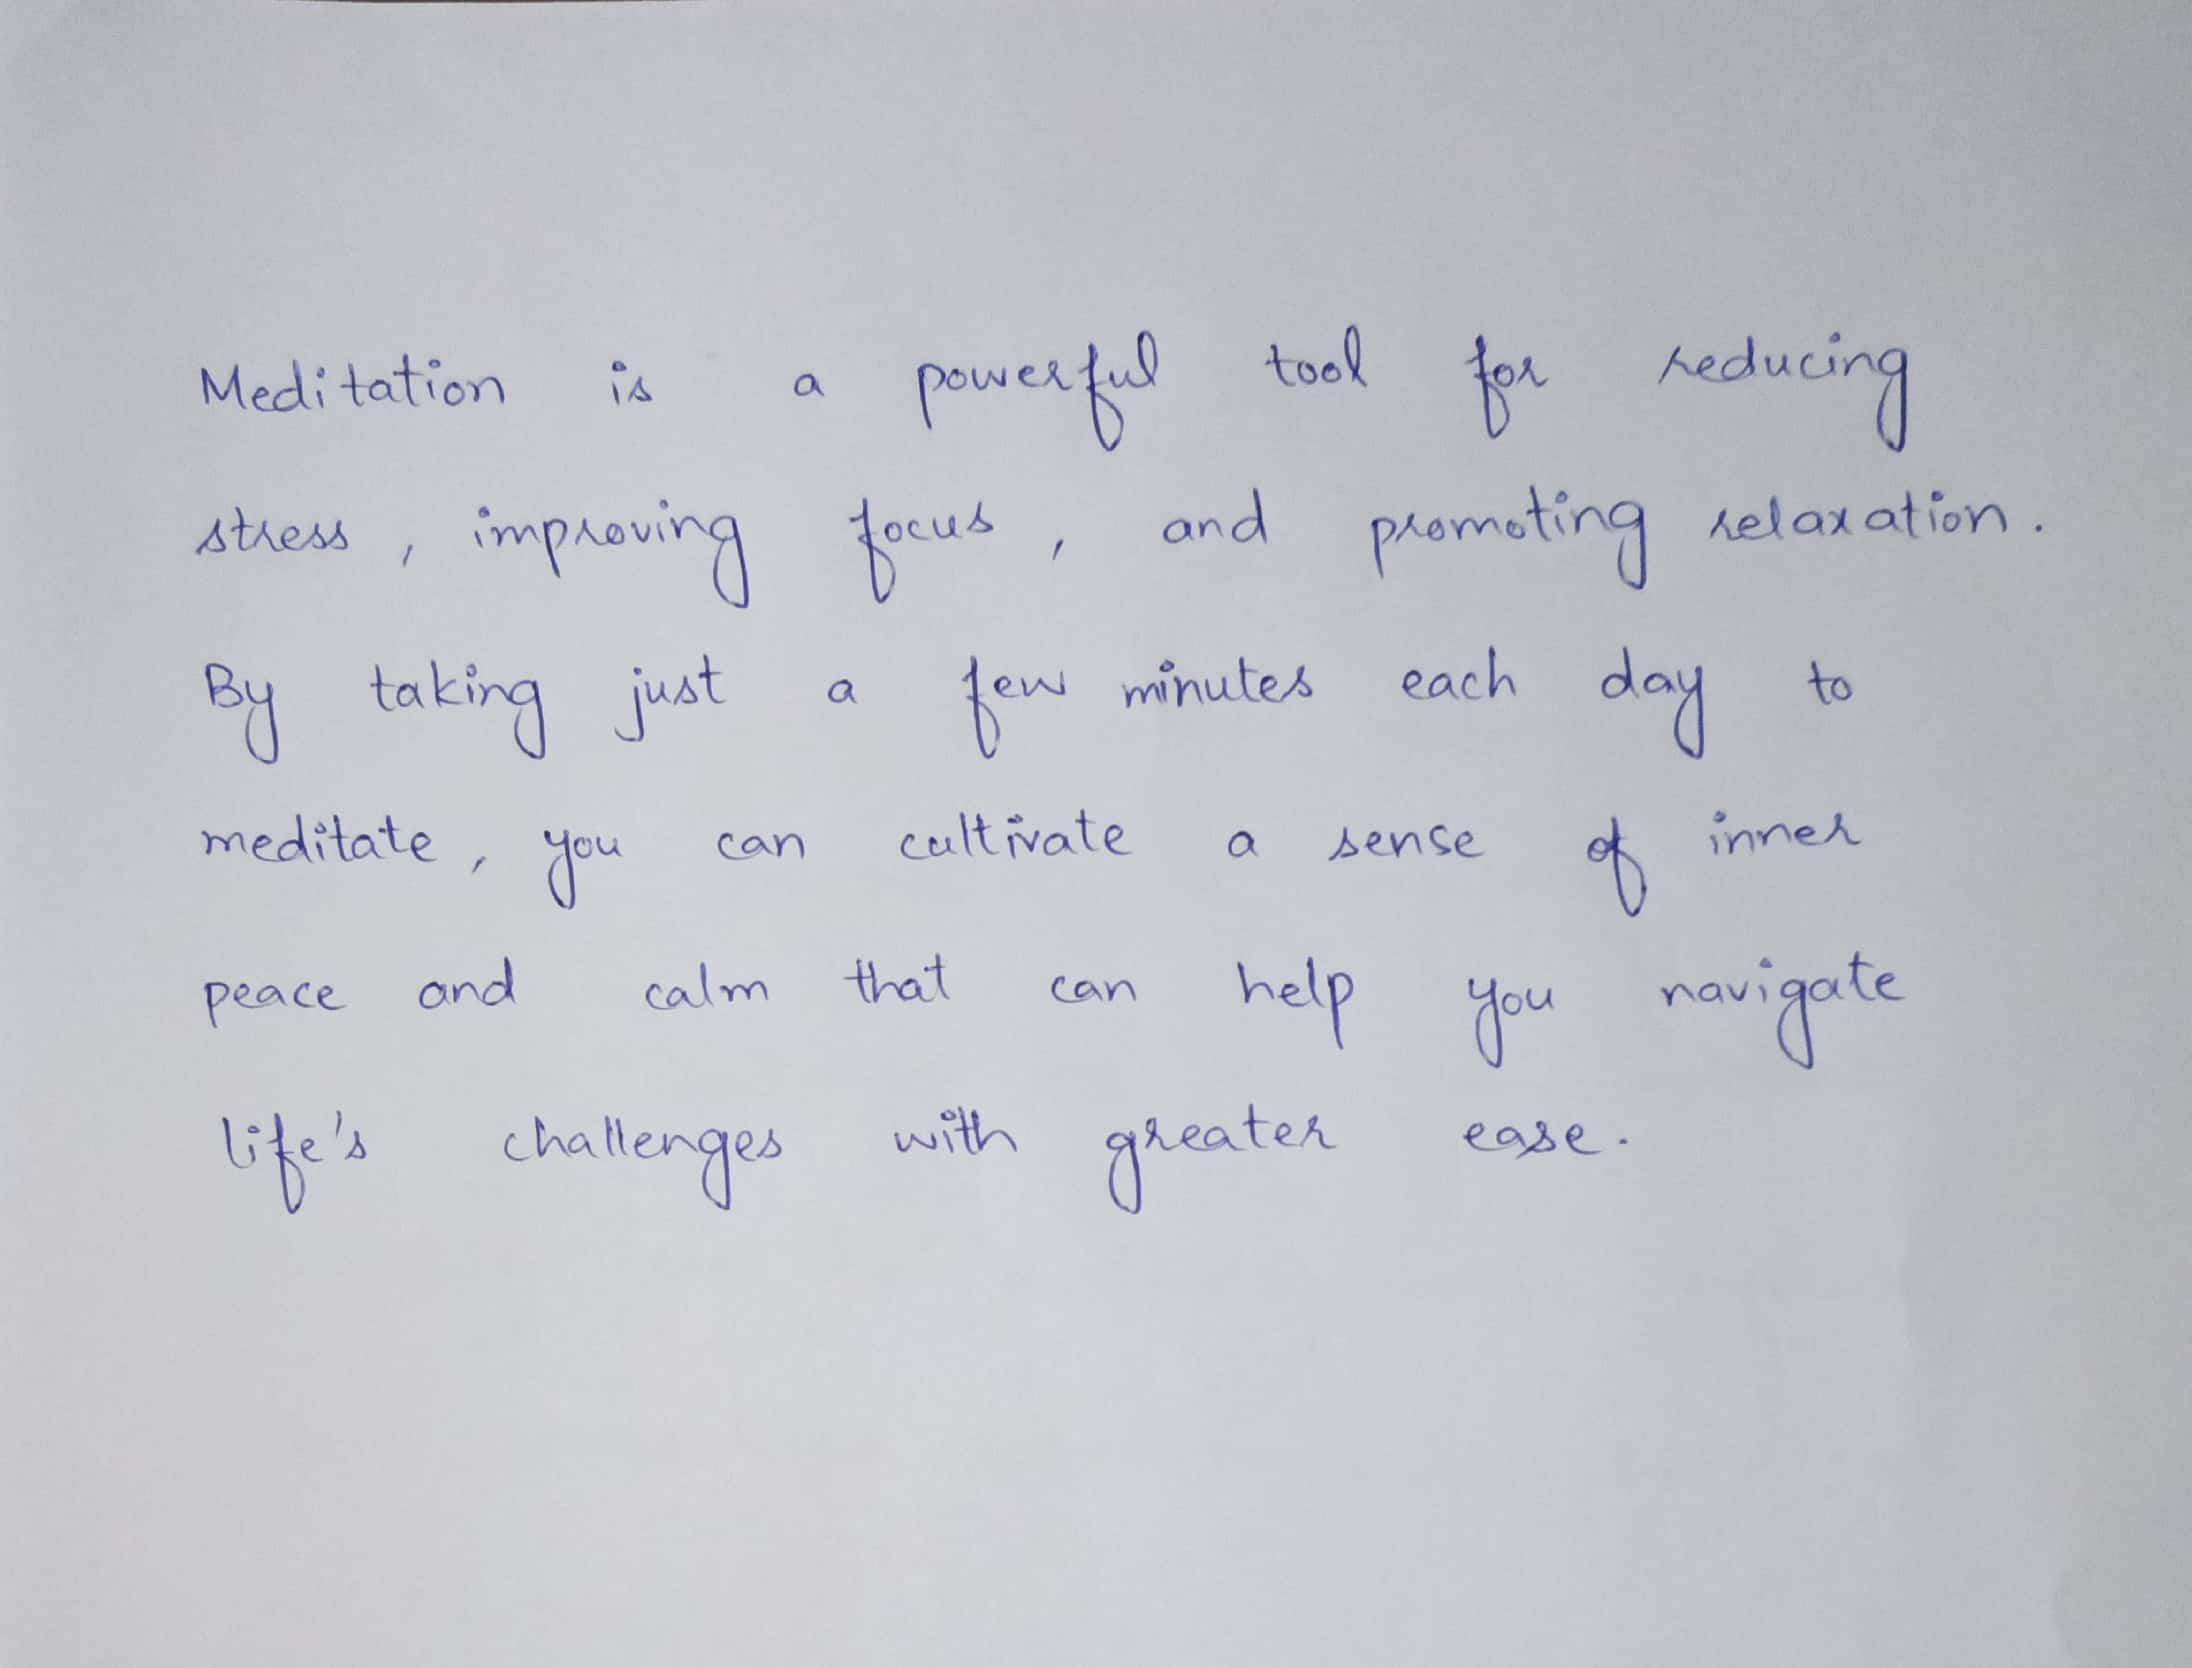 Meditation is a powerful tool for reducing
stress, improving focus, and promoting relaxation.
By taking just a few minutes each day to
meditate, you can cultivate a sense of inner
peace and calm that can help you navigate
life's challenges with greater ease.